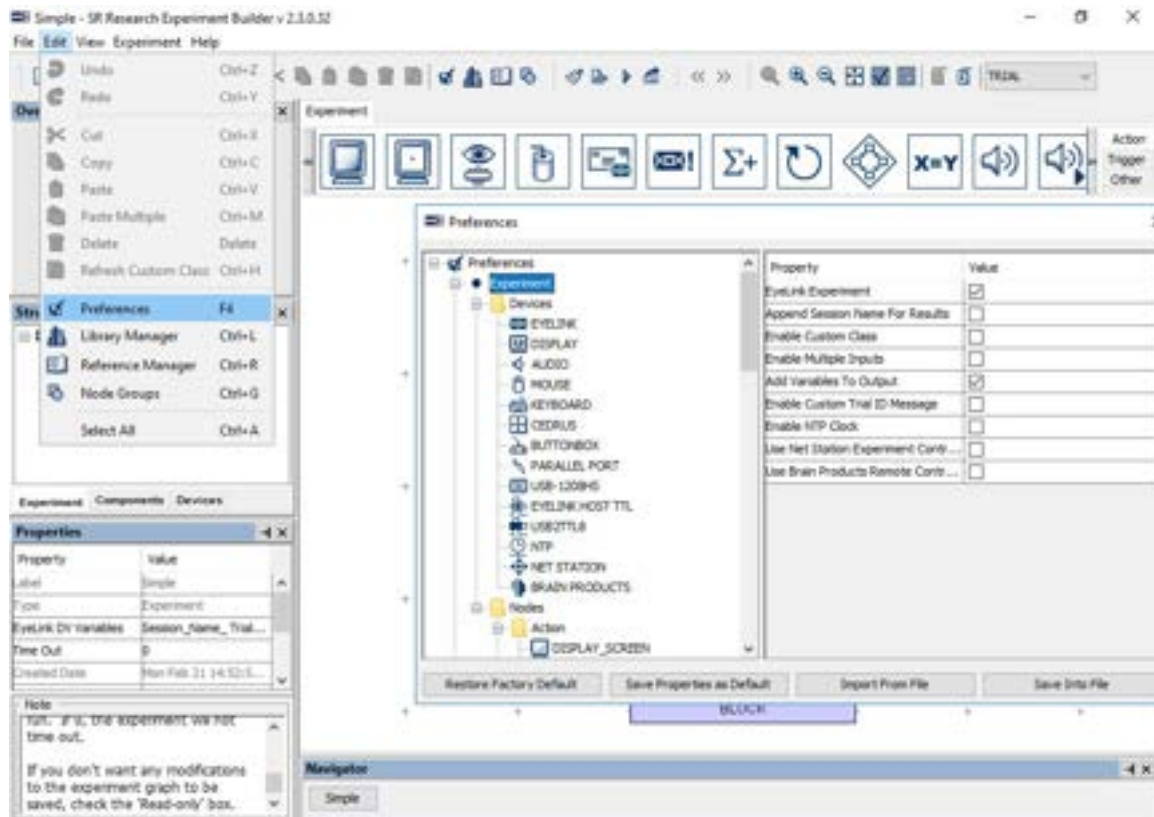 Simple - SR Research Experiment Builder v 2.3.0.32
File Edit View Experiment Help
Undo Ctrl+Z
Redo Ctrl+Y
Cut Ctrl+X
Copy Ctrl+C
Paste Ctrl+V
Paste Multiple Ctrl+M
Delete Delete
Refresh Custom Class Ctrl+H
Preferences F4
Library Manager Ctrl+L
Reference Manager Ctrl+R
Node Groups Ctrl+G
Select All Ctrl+A
TRIAL
Experiment
X=Y
Action
Trigger
Other
Preferences
Preferences
Experiment
Devices
EYELINK
DISPLAY
AUDIO
MOUSE
KEYBOARD
CEDRUS
BUTTONBOX
PARALLEL PORT
USB-1208HS
EYELINK HOST TTL
USB2TTL8
NTP
NET STATION
BRAIN PRODUCTS
Nodes
Action
DISPLAY_SCREEN
Property Value
EyeLink Experiment
Append Session Name For Results
Enable Custom Class
Enable Multiple Inputs
Add Variables To Output
Enable Custom Trial ID Message
Enable NTP Clock
Use Net Station Experiment Contr ...
Use Brain Products Remote Contr ...
Restore Factory Default Save Properties as Default Import From File Save Into File
BLOCK
Experiment Components Devices
Properties
Property Value
Label Simple
Type Experiment
EyeLink DV Variables Session_Name_ Trial...
Time Out 0
Created Date Mon Feb 21 14:52:5...
Note
run. If 0, the experiment will not
time out.
If you don't want any modifications
to the experiment graph to be
saved, check the 'Read-only' box.
Navigator
Simple